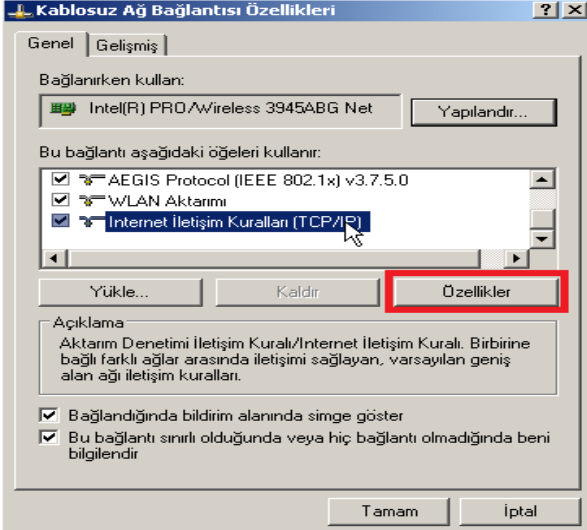 Kablosuz Ağ Bağlantısı Özellikleri
Genel Gelişmiş
Bağlanırken kullan:
Intel(R) PRO/Wireless 3945ABG Net Yapılandır...
Bu bağlantı aşağıdaki öğeleri kullanır:
AEGIS Protocol (IEEE 802.1x) v3.7.5.0
WLAN Aktarımı
Internet İletişim Kuralları (TCP/IP)
Yükle... Kaldır Özellikler
Açıklama
Aktarım Denetimi İletişim Kuralı/Internet İletişim Kuralı. Birbirine
bağlı farklı ağlar arasında iletişimi sağlayan, varsayılan geniş
alan ağı iletişim kuralları.
Bağlandığında bildirim alanında simge göster
Bu bağlantı sınırlı olduğunda veya hiç bağlantı olmadığında beni
bilgilendir
Tamam İptal